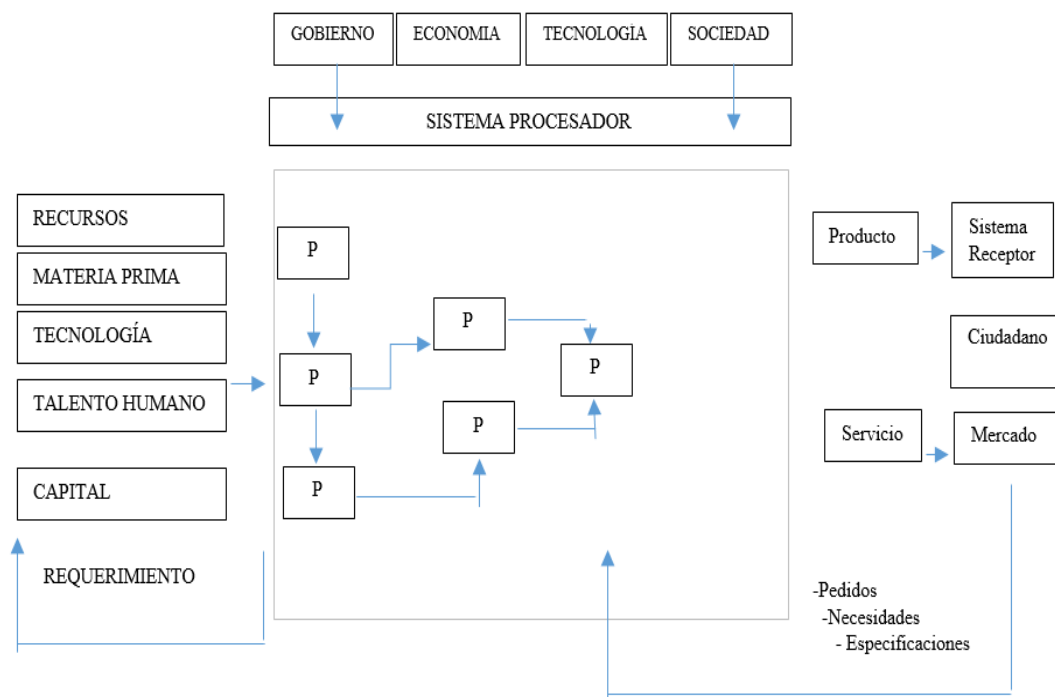 GOBIERNO
ECONOMIA
TECNOLOGÍA
SOCIEDAD
SISTEMA PROCESADOR
RECURSOS
MATERIA PRIMA
TECNOLOGÍA
TALENTO HUMANO
CAPITAL
REQUERIMIENTO
P
P
P
P
P
P
Producto
Sistema
Receptor
Ciudadano
Servicio
Mercado
-Pedidos
-Necesidades
- Especificaciones